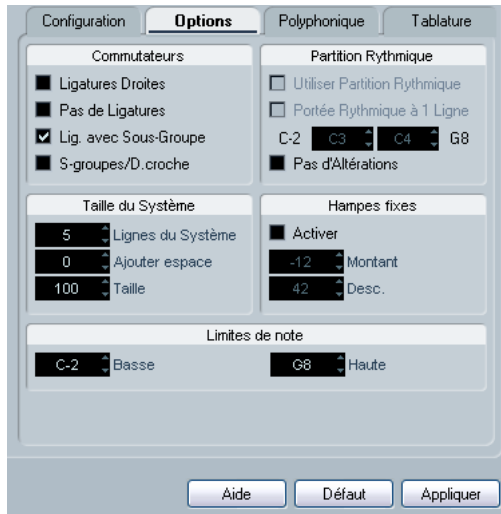 Configuration Options Polyphonique Tablature
Commutateurs
Ligatures Droites
Pas de Ligatures
Lig. avec Sous-Groupe
S-groupes/D.croche
Partition Rythmique
Utiliser Partition Rythmique
Portée Rythmique à 1 Ligne
C-2 C3 C4 G8
Pas d'Altérations
Taille du Système
5 Lignes du Système
0 Ajouter espace
100 Taille
Hampes fixes
Activer
-12 Montant
42 Desc.
Limites de note
C-2 Basse G8 Haute
Aide Défaut Appliquer